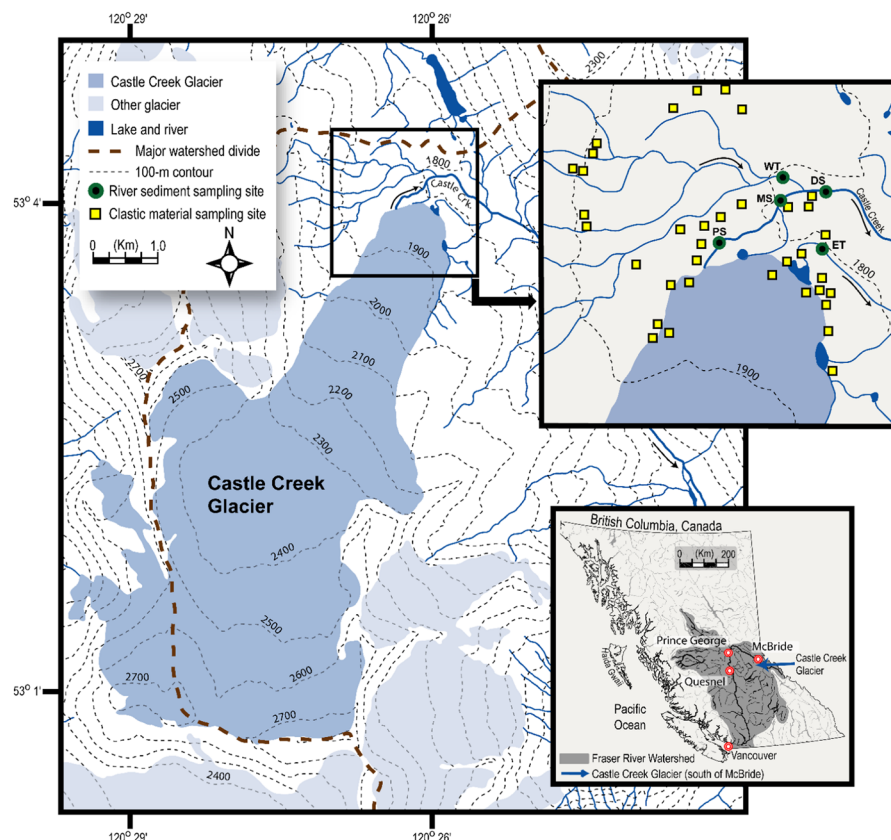 120° 29'
120° 26'
Castle Creek Glacier
Other glacier
Lake and river
Major watershed divide
100-m contour
River sediment sampling site
Clastic material sampling site
0 (Km) 1.0
N
53° 4'
53° 1'
2300
1800
Castle Crk.
1900
2000
2100
2200
2300
2700
2500
Castle Creek
Glacier
2400
2500
2600
2700
2700
2400
WT
DS
MS
PS
ET
Castle Creek
1800
1900
British Columbia, Canada
0 (Km) 200
Prince George
McBride
Castle Creek
Glacier
Quesnel
Haida Gwaii
Pacific
Ocean
Vancouver
Fraser River Watershed
Castle Creek Glacier (south of McBride)
120° 29'
120° 26'